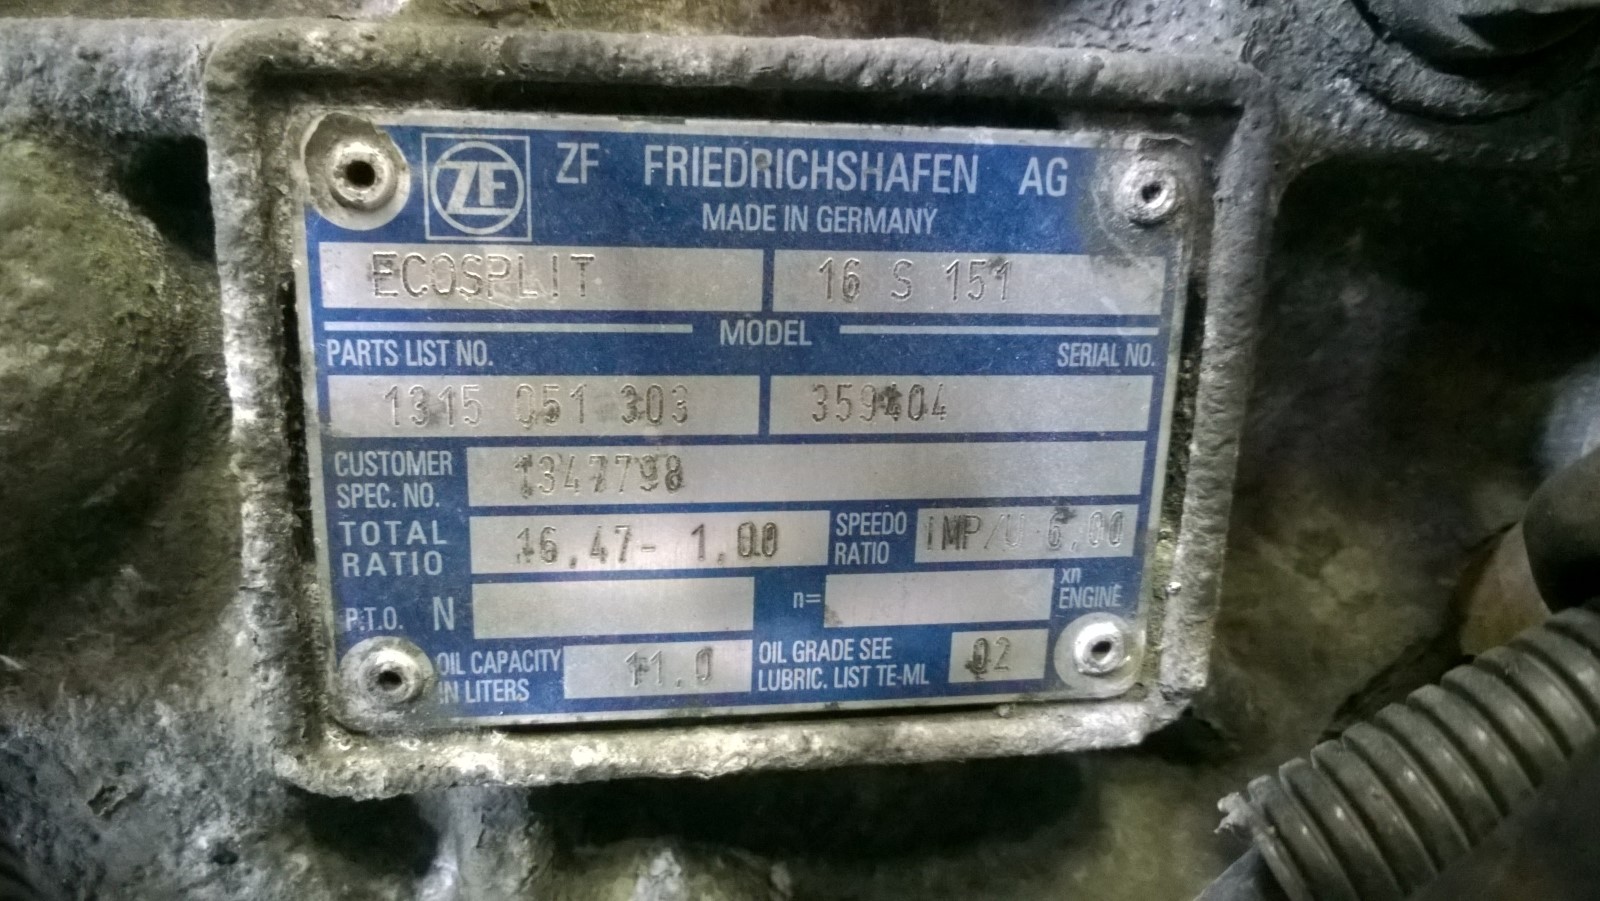 ZF ZF FRIEDRICHSHAFEN AG
MADE IN GERMANY
ECOSPLIT 16 S 151
MODEL
PARTS LIST NO. SERIAL NO.
1315 051 303 359404
CUSTOMER SPEC. NO. 1347798
TOTAL RATIO 16,47- 1,00 SPEEDO RATIO IMP/U 6,00
P.T.O. N n= xn ENGINE
OIL CAPACITY IN LITERS 11.0 OIL GRADE SEE LUBRIC. LIST TE-ML 02